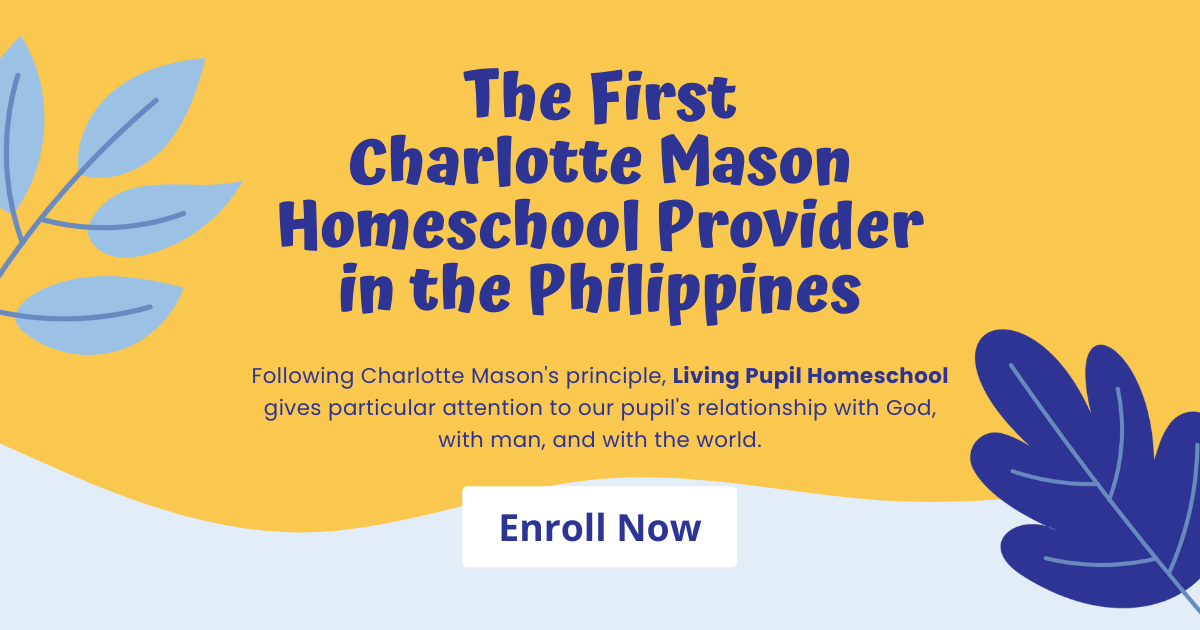 The First
Charlotte Mason
Homeschool Provider
in the Philippines
Following Charlotte Mason's principle, Living Pupil Homeschool
gives particular attention to our pupil's relationship with God,
with man, and with the world.
Enroll Now